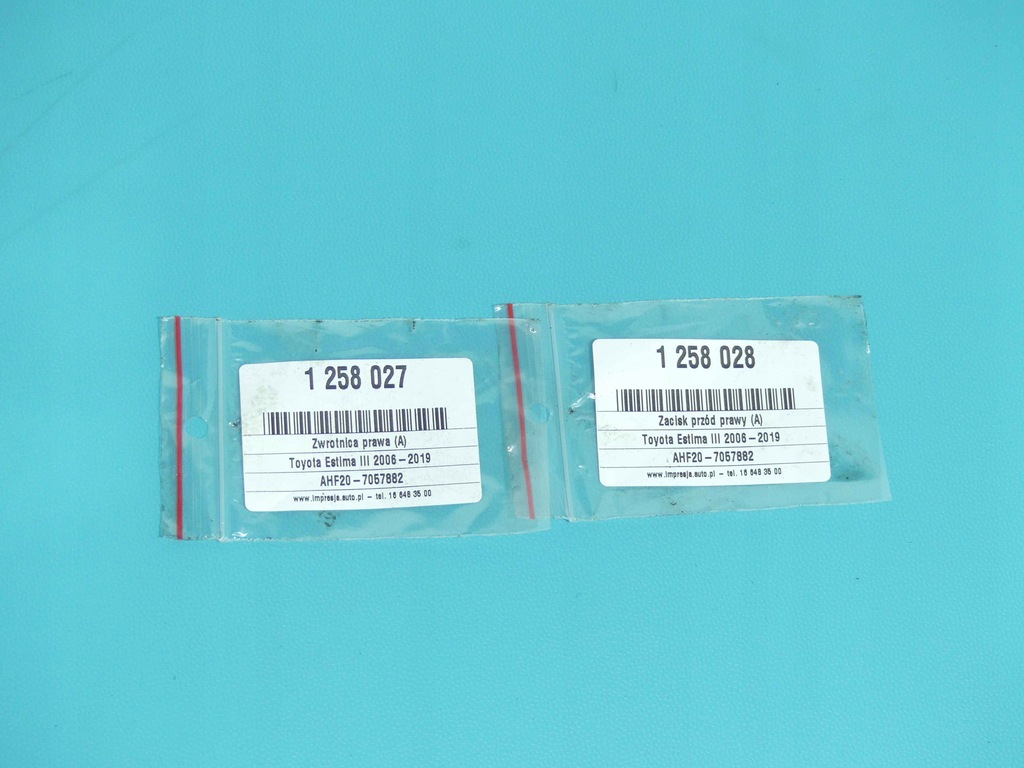 1 258 027
Zwrotnica prawa (A)
Toyota Estima III 2006-2019
AHF20-7057882
www.impresja.auto.pl - tel. 16 648 35 00
1 258 028
Zacisk przód prawy (A)
Toyota Estima III 2006-2019
AHF20-7057882
www.impresja.auto.pl - tel. 16 648 35 00